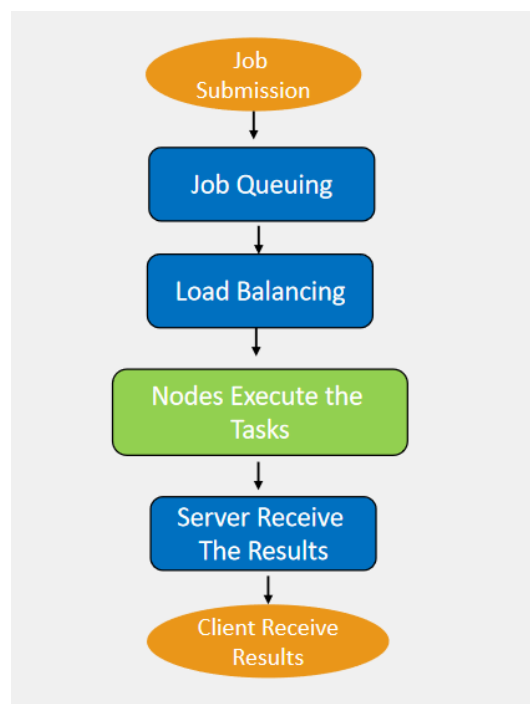 Job
Submission
Job Queuing
Load Balancing
Nodes Execute the
Tasks
Server Receive
The Results
Client Receive
Results